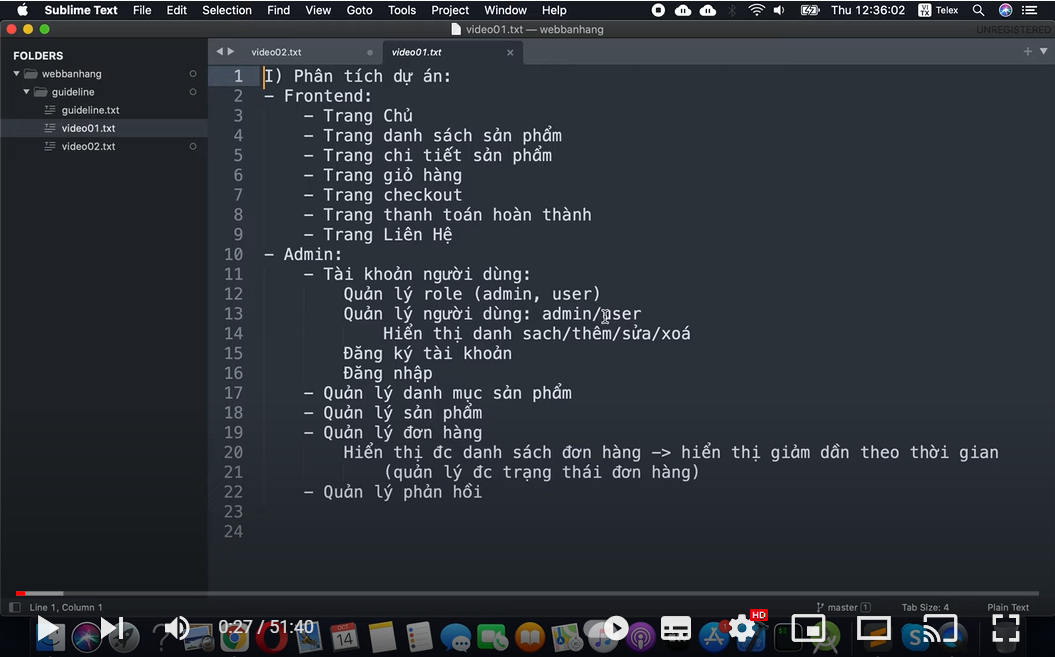 Sublime Text File Edit Selection Find View Goto Tools Project Window Help Thu 12:36:02 Telex
video01.txt — webbanhang UNREGISTERED
FOLDERS
webbanhang
guideline
guideline.txt
video01.txt
video02.txt
video02.txt video01.txt
1 I) Phân tích dự án:
2 - Frontend:
3 - Trang Chủ
4 - Trang danh sách sản phẩm
5 - Trang chi tiết sản phẩm
6 - Trang giỏ hàng
7 - Trang checkout
8 - Trang thanh toán hoàn thành
9 - Trang Liên Hệ
10 - Admin:
11 - Tài khoản người dùng:
12 Quản lý role (admin, user)
13 Quản lý người dùng: admin/user
14 Hiển thị danh sach/thêm/sửa/xoá
15 Đăng ký tài khoản
16 Đăng nhập
17 - Quản lý danh mục sản phẩm
18 - Quản lý sản phẩm
19 - Quản lý đơn hàng
20 Hiển thị đc danh sách đơn hàng -> hiển thị giảm dần theo thời gian
21 (quản lý đc trạng thái đơn hàng)
22 - Quản lý phản hồi
23
24
Line 1, Column 1 master 1 Tab Size: 4 Plain Text
0:27 / 51:40 14 HD